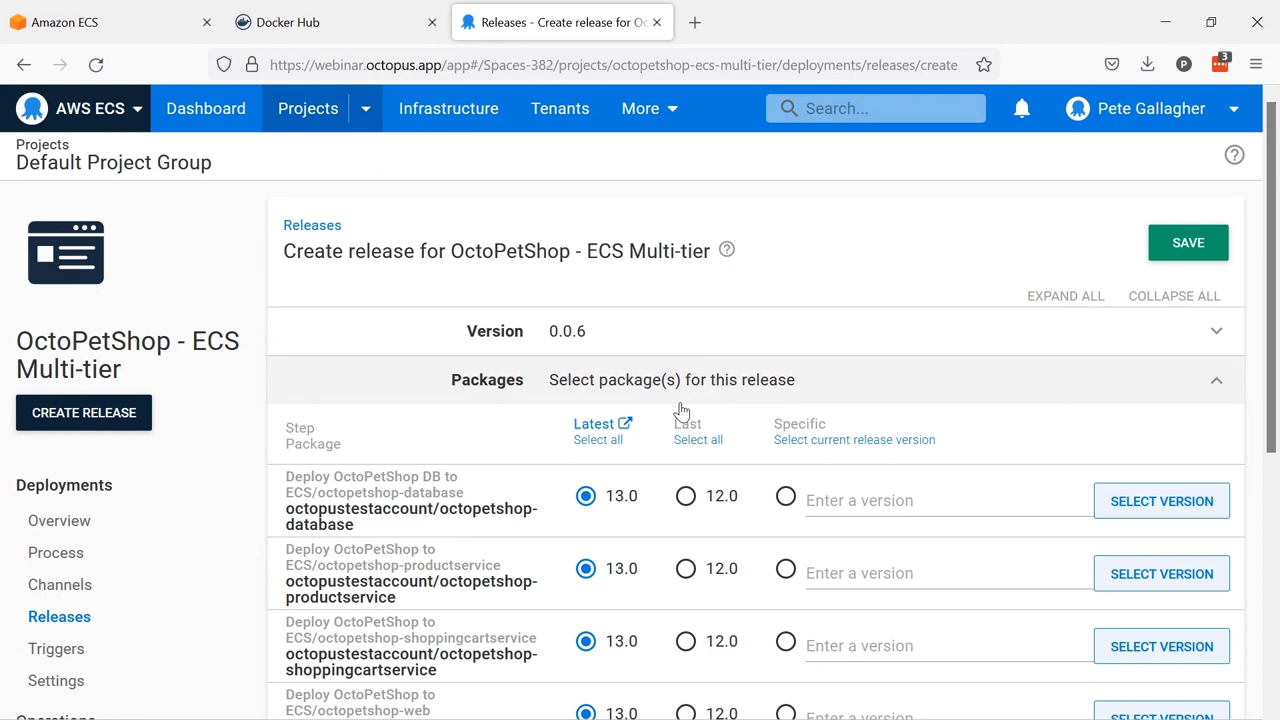 Amazon ECS
Docker Hub
Releases - Create release for Oc
https://webinar.octopus.app/app#/Spaces-382/projects/octopetshop-ecs-multi-tier/deployments/releases/create
P
3
AWS ECS
Dashboard
Projects
Infrastructure
Tenants
More
Search...
Pete Gallagher
Projects
Default Project Group
?
Releases
Create release for OctoPetShop - ECS Multi-tier ?
SAVE
EXPAND ALL
COLLAPSE ALL
Version 0.0.6
Packages Select package(s) for this release
OctoPetShop - ECS
Multi-tier
CREATE RELEASE
Deployments
Overview
Process
Channels
Releases
Triggers
Settings
Step
Package
Latest
Select all
Last
Select all
Specific
Select current release version
Deploy OctoPetShop DB to
ECS/octopetshop-database
octopustestaccount/octopetshop-
database
13.0
12.0
Enter a version
SELECT VERSION
Deploy OctoPetShop to
ECS/octopetshop-productservice
octopustestaccount/octopetshop-
productservice
13.0
12.0
Enter a version
SELECT VERSION
Deploy OctoPetShop to
ECS/octopetshop-shoppingcartservice
octopustestaccount/octopetshop-
shoppingcartservice
13.0
12.0
Enter a version
SELECT VERSION
Deploy OctoPetShop to
ECS/octopetshop-web
13.0
12.0
Enter a version
SELECT VERSION
Operations